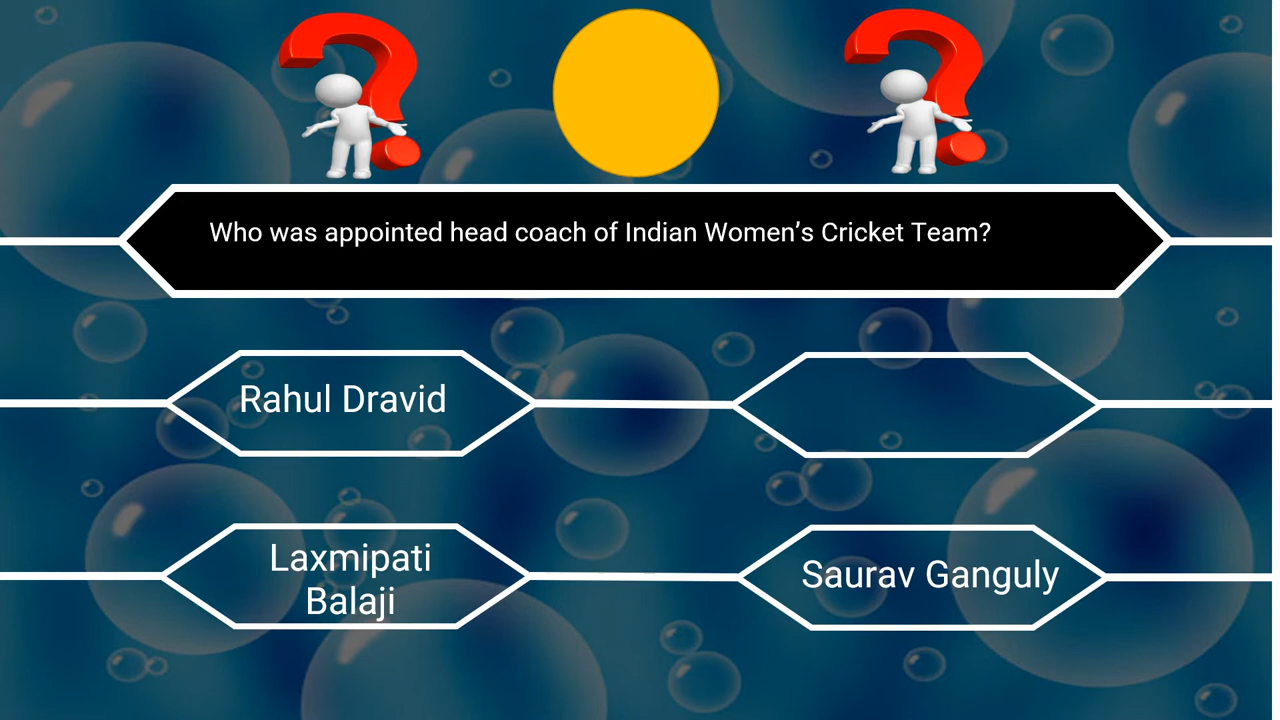 Who was appointed head coach of Indian Women’s Cricket Team?
Rahul Dravid
Laxmipati
Balaji
Saurav Ganguly